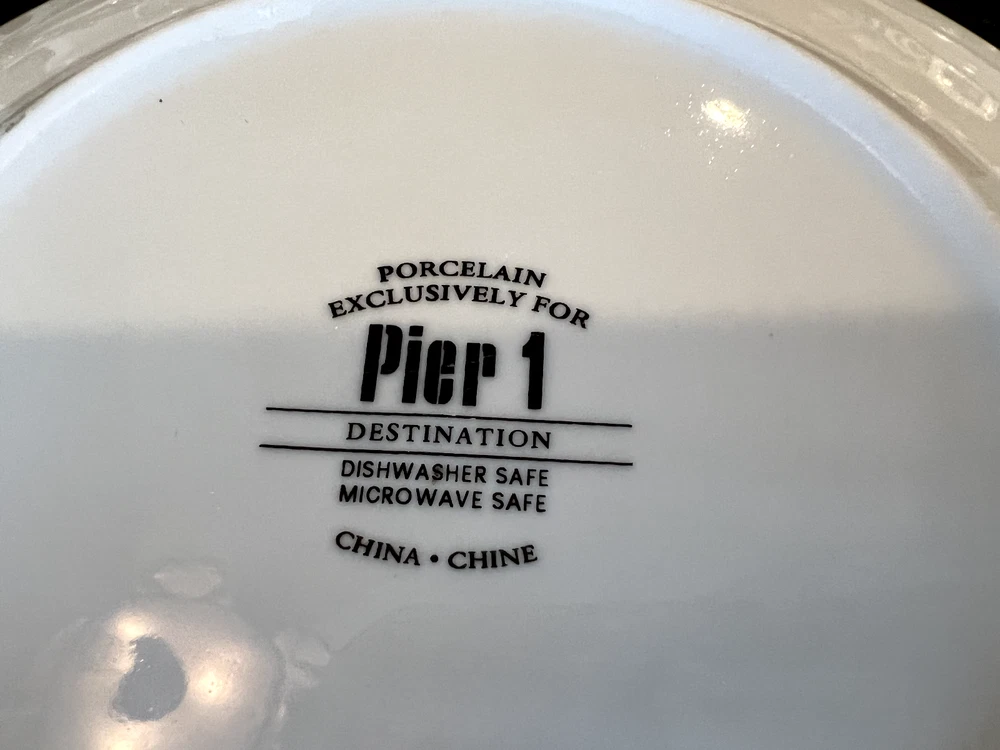 PORCELAIN
EXCLUSIVELY FOR
Pier 1
DESTINATION
DISHWASHER SAFE
MICROWAVE SAFE
CHINA • CHINE